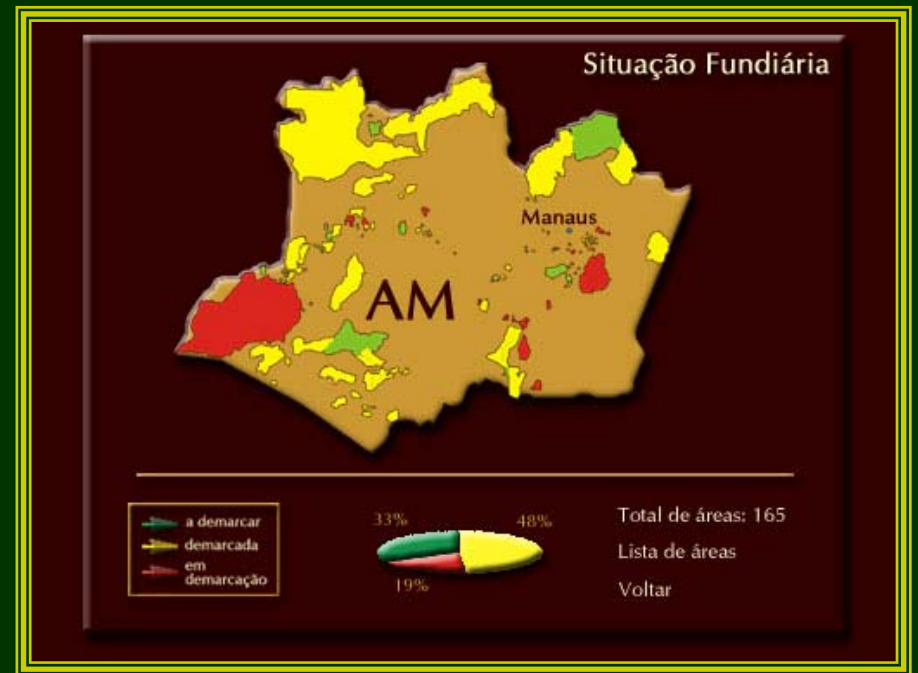 Situação Fundiária
Manaus
AM
a demarcar
demarcada
em
demarcação
33%
48%
19%
Total de áreas: 165
Lista de áreas
Voltar